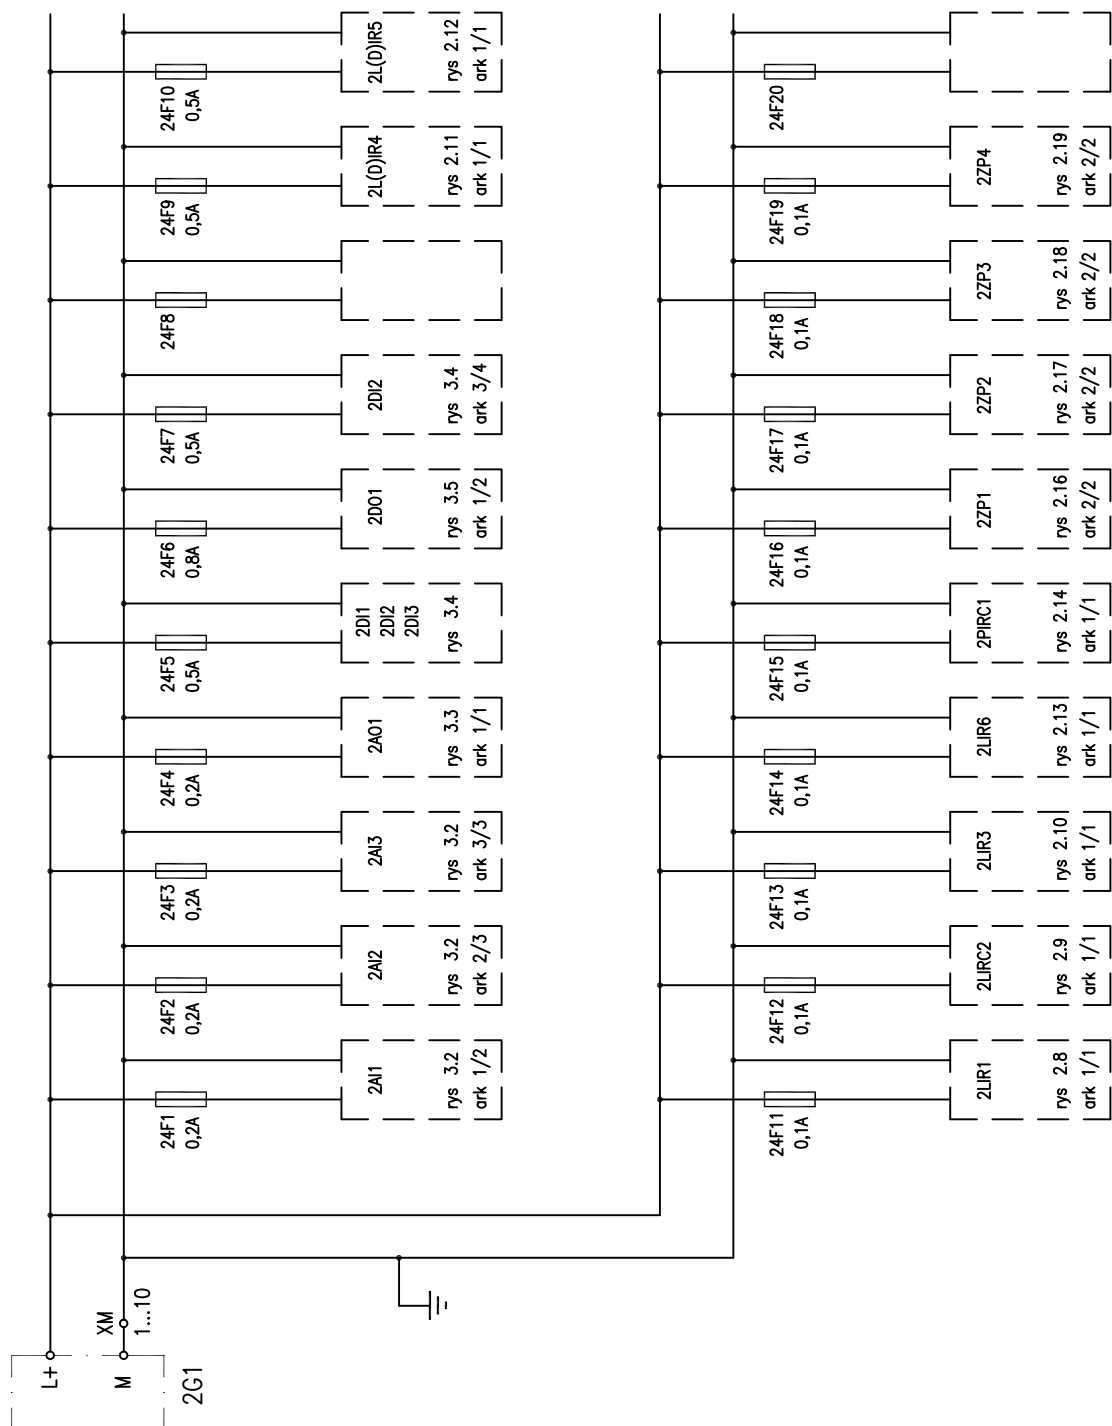 2G1
L+
M
XM
1...10
24F1
0,2A
2AI1
rys 3.2
ark 1/2
24F2
0,2A
2AI2
rys 3.2
ark 2/3
24F3
0,2A
2AI3
rys 3.2
ark 3/3
24F4
0,2A
2AO1
rys 3.3
ark 1/1
24F5
0,5A
2DI1
2DI2
2DI3
rys 3.4
24F6
0,8A
2DO1
rys 3.5
ark 1/2
24F7
0,5A
2DI2
rys 3.4
ark 3/4
24F8
24F9
0,5A
2L(D)IR4
rys 2.11
ark 1/1
24F10
0,5A
2L(D)IR5
rys 2.12
ark 1/1
24F11
0,1A
2LIR1
rys 2.8
ark 1/1
24F12
0,1A
2LIRC2
rys 2.9
ark 1/1
24F13
0,1A
2LIR3
rys 2.10
ark 1/1
24F14
0,1A
2LIR6
rys 2.13
ark 1/1
24F15
0,1A
2PIRC1
rys 2.14
ark 1/1
24F16
0,1A
2ZP1
rys 2.16
ark 2/2
24F17
0,1A
2ZP2
rys 2.17
ark 2/2
24F18
0,1A
2ZP3
rys 2.18
ark 2/2
24F19
0,1A
2ZP4
rys 2.19
ark 2/2
24F20